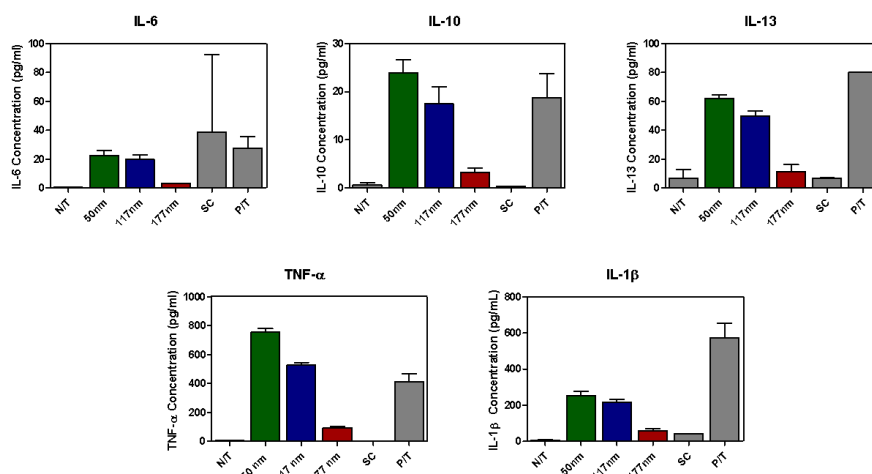 IL-6
IL-6 Concentration (pg/ml)
100
80
60
40
20
0
N/T
50nm
117nm
177nm
SC
P/T
IL-10
IL-10 Concentration (pg/ml)
30
20
10
0
N/T
50nm
117nm
177nm
SC
P/T
IL-13
IL-13 Concentration (pg/ml)
100
80
60
40
20
0
N/T
50nm
117nm
177nm
SC
P/T
TNF-α
TNF-α Concentration (pg/ml)
1000
800
600
400
200
0
N/T
SC
P/T
IL-1β
IL-1β Concentration (pg/mL)
800
600
400
200
0
N/T
50nm
117nm
177nm
SC
P/T